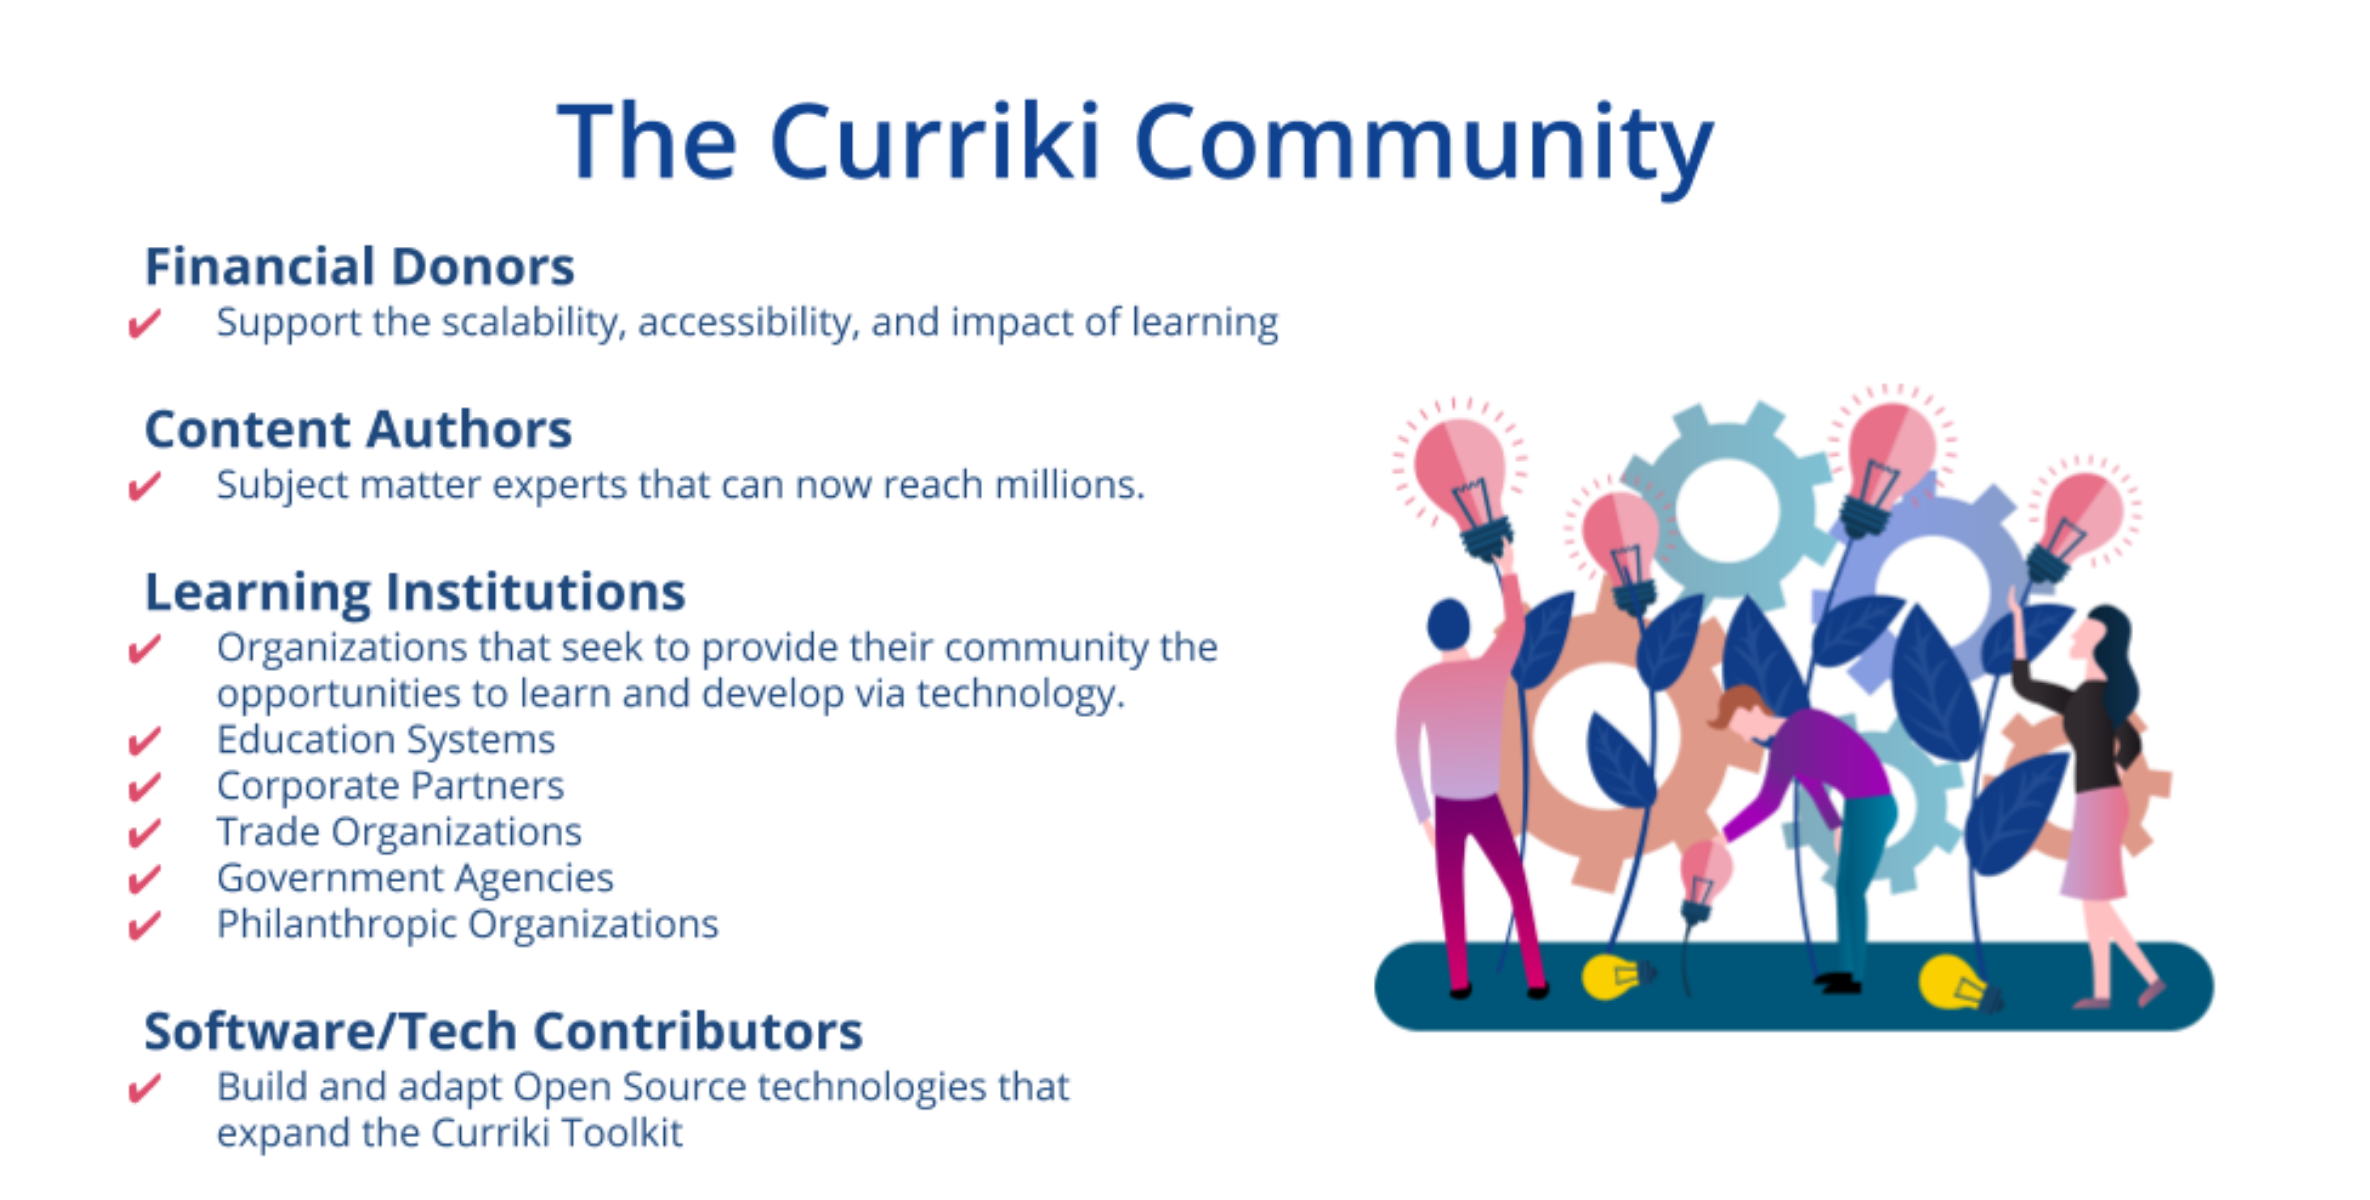 The Curriki Community
Financial Donors
✔ Support the scalability, accessibility, and impact of learning
Content Authors
✔ Subject matter experts that can now reach millions.
Learning Institutions
✔ Organizations that seek to provide their community the
opportunities to learn and develop via technology.
✔ Education Systems
✔ Corporate Partners
✔ Trade Organizations
✔ Government Agencies
✔ Philanthropic Organizations
Software/Tech Contributors
✔ Build and adapt Open Source technologies that
expand the Curriki Toolkit